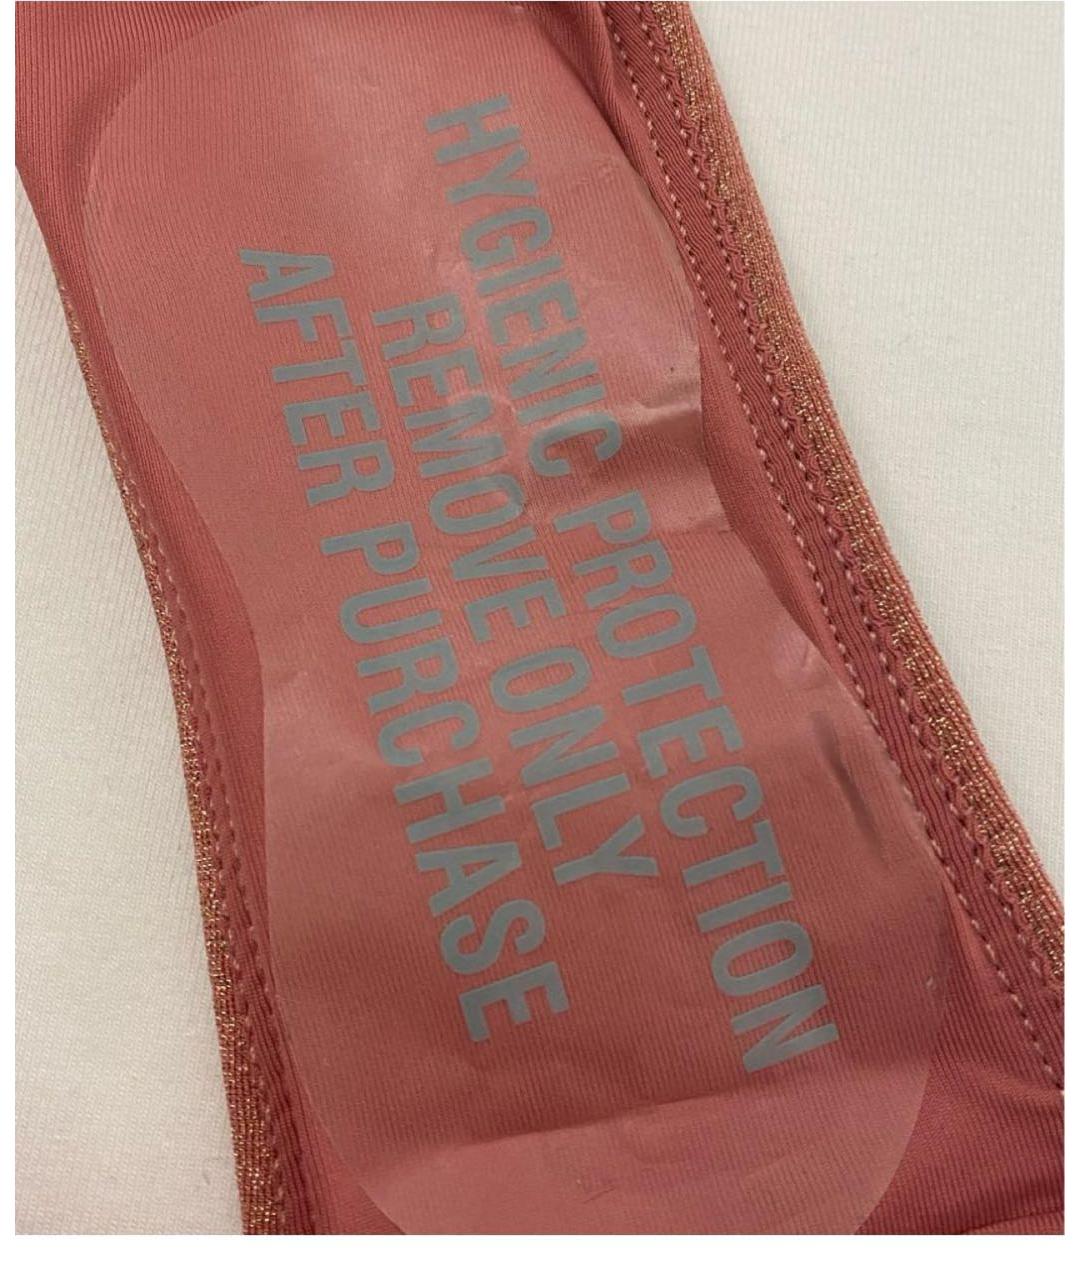 HYGIENIC PROTECTION
REMOVE ONLY
AFTER PURCHASE